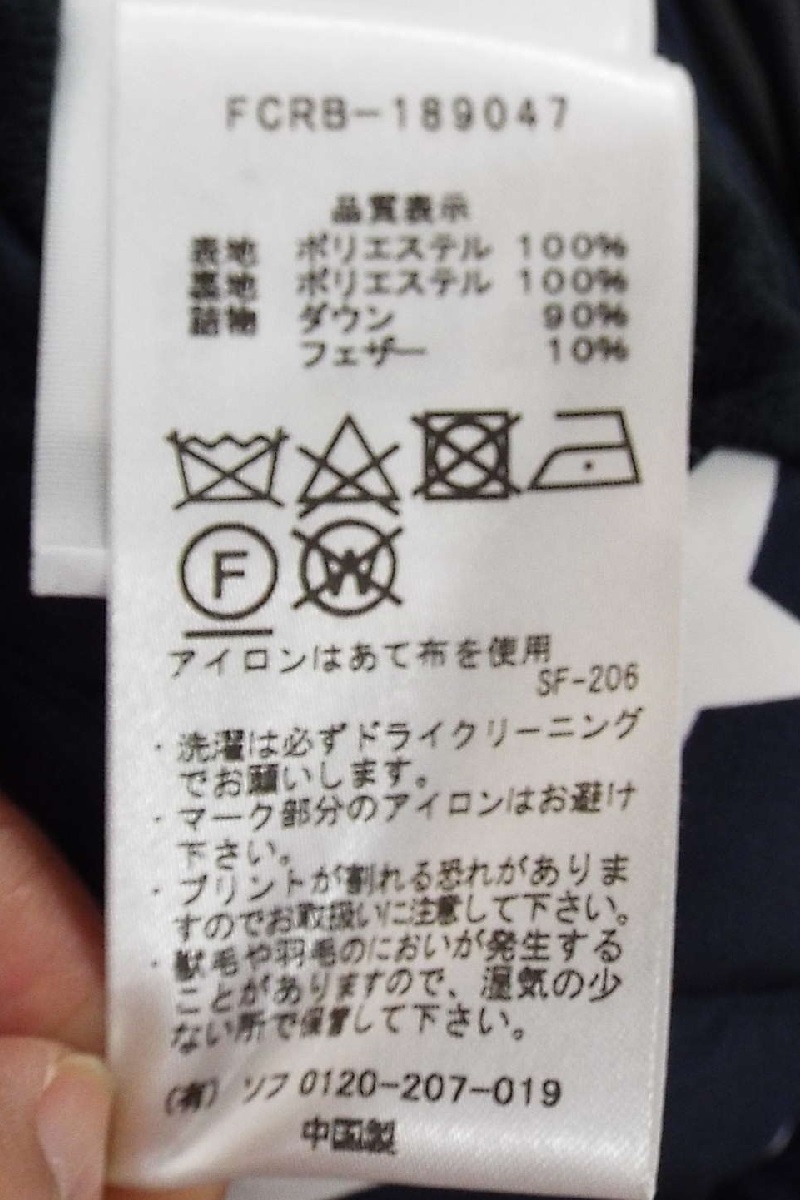 FCRB-189047
品質表示
表地 ポリエステル 100%
裏地 ポリエステル 100%
詰物 ダウン 90%
フェザー 10%
F W
アイロンはあて布を使用
SF-206
・洗濯は必ずドライクリーニング
でお願いします。
・マーク部分のアイロンはお避け
下さい。
・プリントが割れる恐れがありま
すのでお取扱いに注意して下さい。
・獣毛や羽毛のにおいが発生する
ことがありますので、湿気の少
ない所で保管して下さい。
(有) ソフ 0120-207-019
中国製